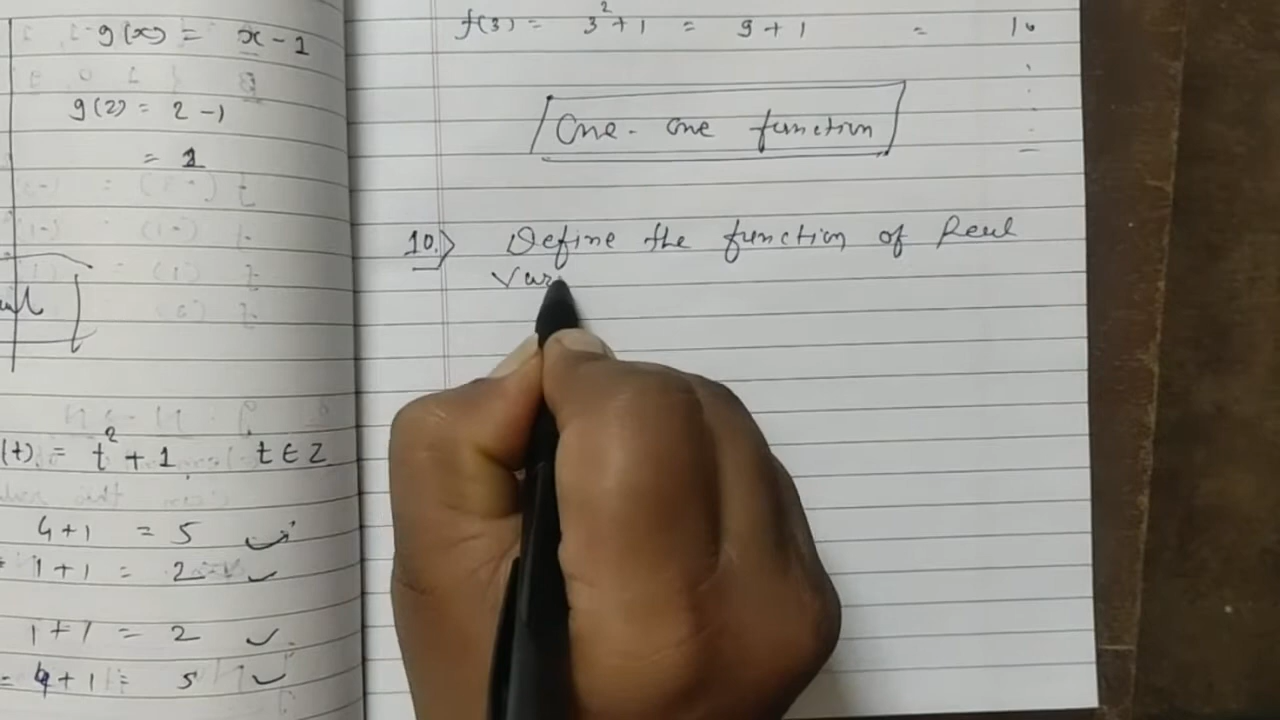 g(x) = x - 1
g(2) = 2 - 1
= 1
(t) = t² + 1 t ∈ Z
4 + 1 = 5
1 + 1 = 2
1 + 1 = 2
= 4 + 1 = 5
f(3) = 3² + 1 = 9 + 1 = 10
One - one function
10.> Define the function of Real
Var